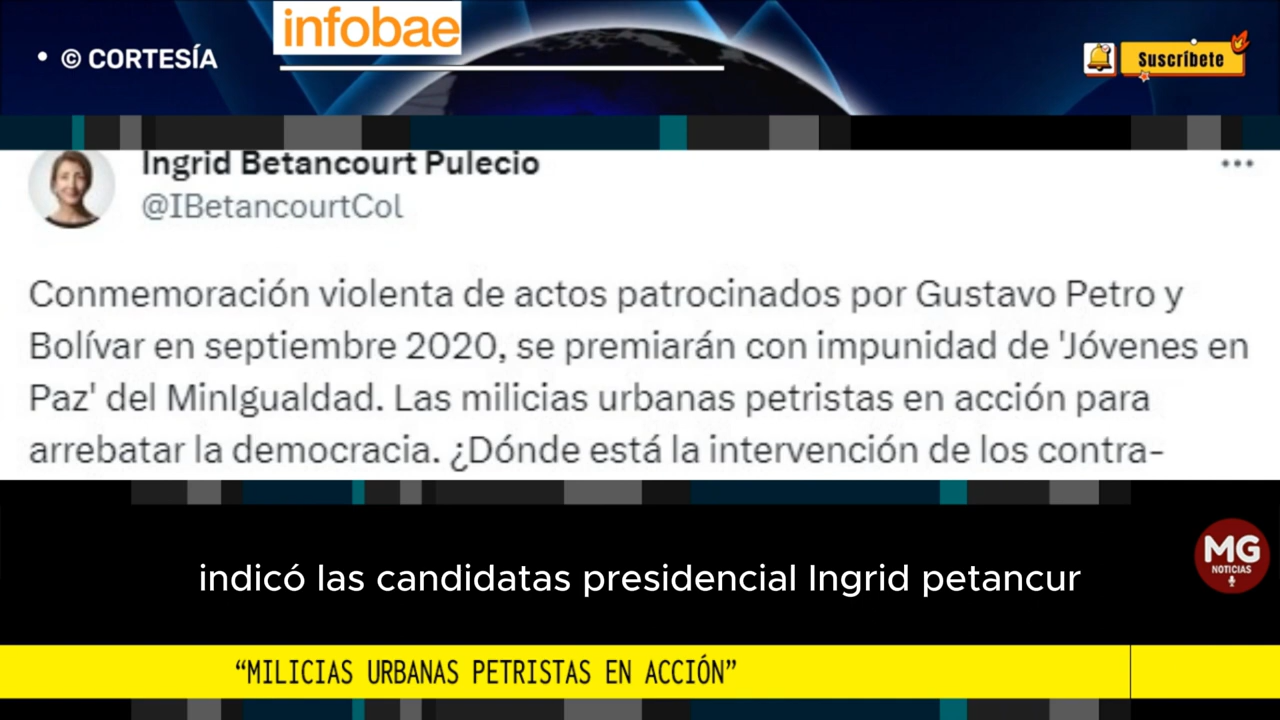 infobae
• © CORTESÍA
Suscríbete
Ingrid Betancourt Pulecio
@IBetancourtCol
Conmemoración violenta de actos patrocinados por Gustavo Petro y
Bolívar en septiembre 2020, se premiarán con impunidad de 'Jóvenes en
Paz' del MinIgualdad. Las milicias urbanas petristas en acción para
arrebatar la democracia. ¿Dónde está la intervención de los contra-
indicó las candidatas presidencial Ingrid petancur
MG
NOTICIAS
“MILICIAS URBANAS PETRISTAS EN ACCIÓN”